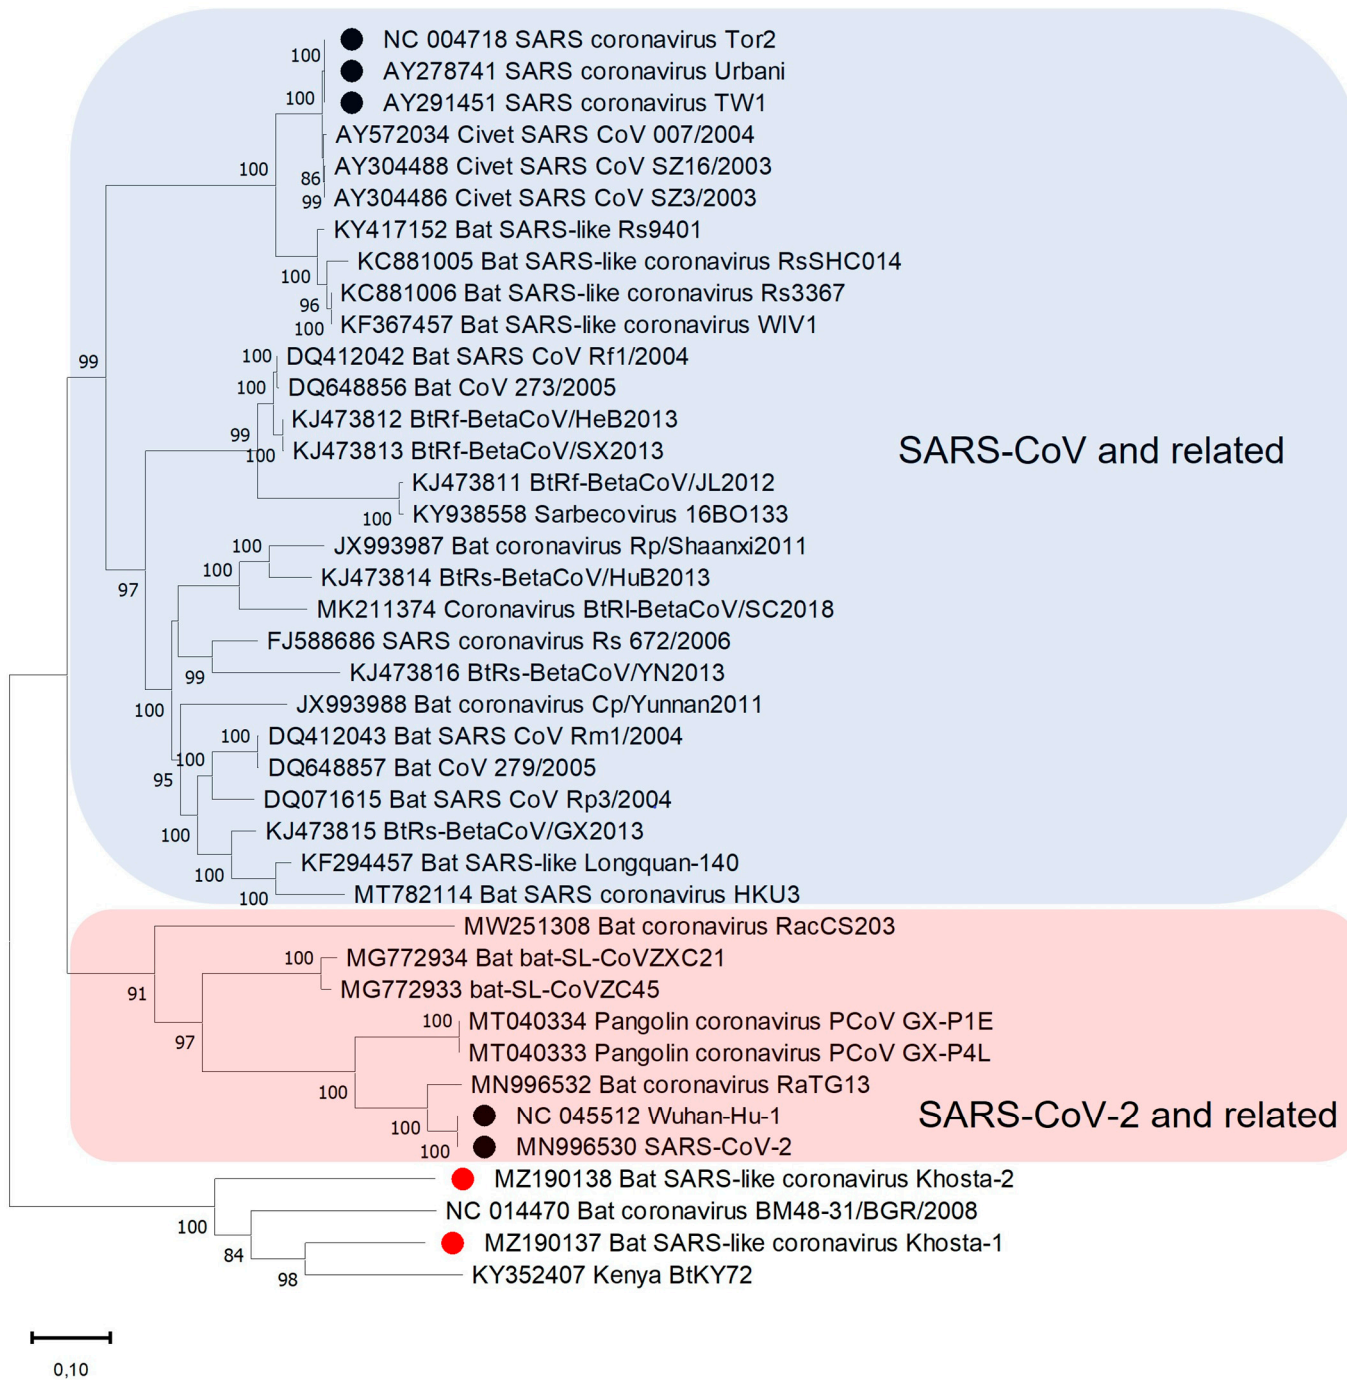 NC 004718 SARS coronavirus Tor2
100
AY278741 SARS coronavirus Urbani
100
AY291451 SARS coronavirus TW1
AY572034 Civet SARS CoV 007/2004
100
AY304488 Civet SARS CoV SZ16/2003
86
AY304486 Civet SARS CoV SZ3/2003
99
KY417152 Bat SARS-like Rs9401
KC881005 Bat SARS-like coronavirus RsSHC014
100
KC881006 Bat SARS-like coronavirus Rs3367
96
KF367457 Bat SARS-like coronavirus WIV1
100
99
100
DQ412042 Bat SARS CoV Rf1/2004
100
DQ648856 Bat CoV 273/2005
KJ473812 BtRf-BetaCoV/HeB2013
99
KJ473813 BtRf-BetaCoV/SX2013
100
SARS-CoV and related
KJ473811 BtRf-BetaCoV/JL2012
KY938558 Sarbecovirus 16BO133
100
100
JX993987 Bat coronavirus Rp/Shaanxi2011
100
KJ473814 BtRs-BetaCoV/HuB2013
97
MK211374 Coronavirus BtRl-BetaCoV/SC2018
FJ588686 SARS coronavirus Rs 672/2006
99
KJ473816 BtRs-BetaCoV/YN2013
JX993988 Bat coronavirus Cp/Yunnan2011
100
100
DQ412043 Bat SARS CoV Rm1/2004
100
DQ648857 Bat CoV 279/2005
95
DQ071615 Bat SARS CoV Rp3/2004
100
KJ473815 BtRs-BetaCoV/GX2013
KF294457 Bat SARS-like Longquan-140
100
MT782114 Bat SARS coronavirus HKU3
100
MW251308 Bat coronavirus RacCS203
100
MG772934 Bat bat-SL-CoVZXC21
MG772933 bat-SL-CoVZC45
91
100
MT040334 Pangolin coronavirus PCoV GX-P1E
97
MT040333 Pangolin coronavirus PCoV GX-P4L
MN996532 Bat coronavirus RaTG13
100
NC 045512 Wuhan-Hu-1
SARS-CoV-2 and related
100
MN996530 SARS-CoV-2
100
MZ190138 Bat SARS-like coronavirus Khosta-2
NC 014470 Bat coronavirus BM48-31/BGR/2008
100
MZ190137 Bat SARS-like coronavirus Khosta-1
84
KY352407 Kenya BtKY72
98
0,10